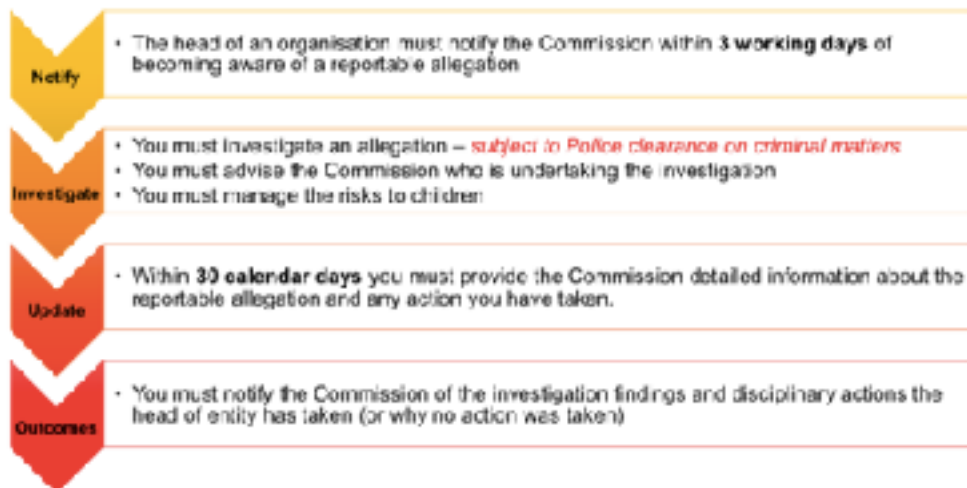 Notify
• The head of an organisation must notify the Commission within 3 working days of
becoming aware of a reportable allegation
Investigate
• You must investigate an allegation – subject to Police clearance on criminal matters
• You must advise the Commission who is undertaking the investigation
• You must manage the risks to children
Update
• Within 30 calendar days you must provide the Commission detailed information about the
reportable allegation and any action you have taken.
Outcomes
• You must notify the Commission of the investigation findings and disciplinary actions the
head of entity has taken (or why no action was taken)